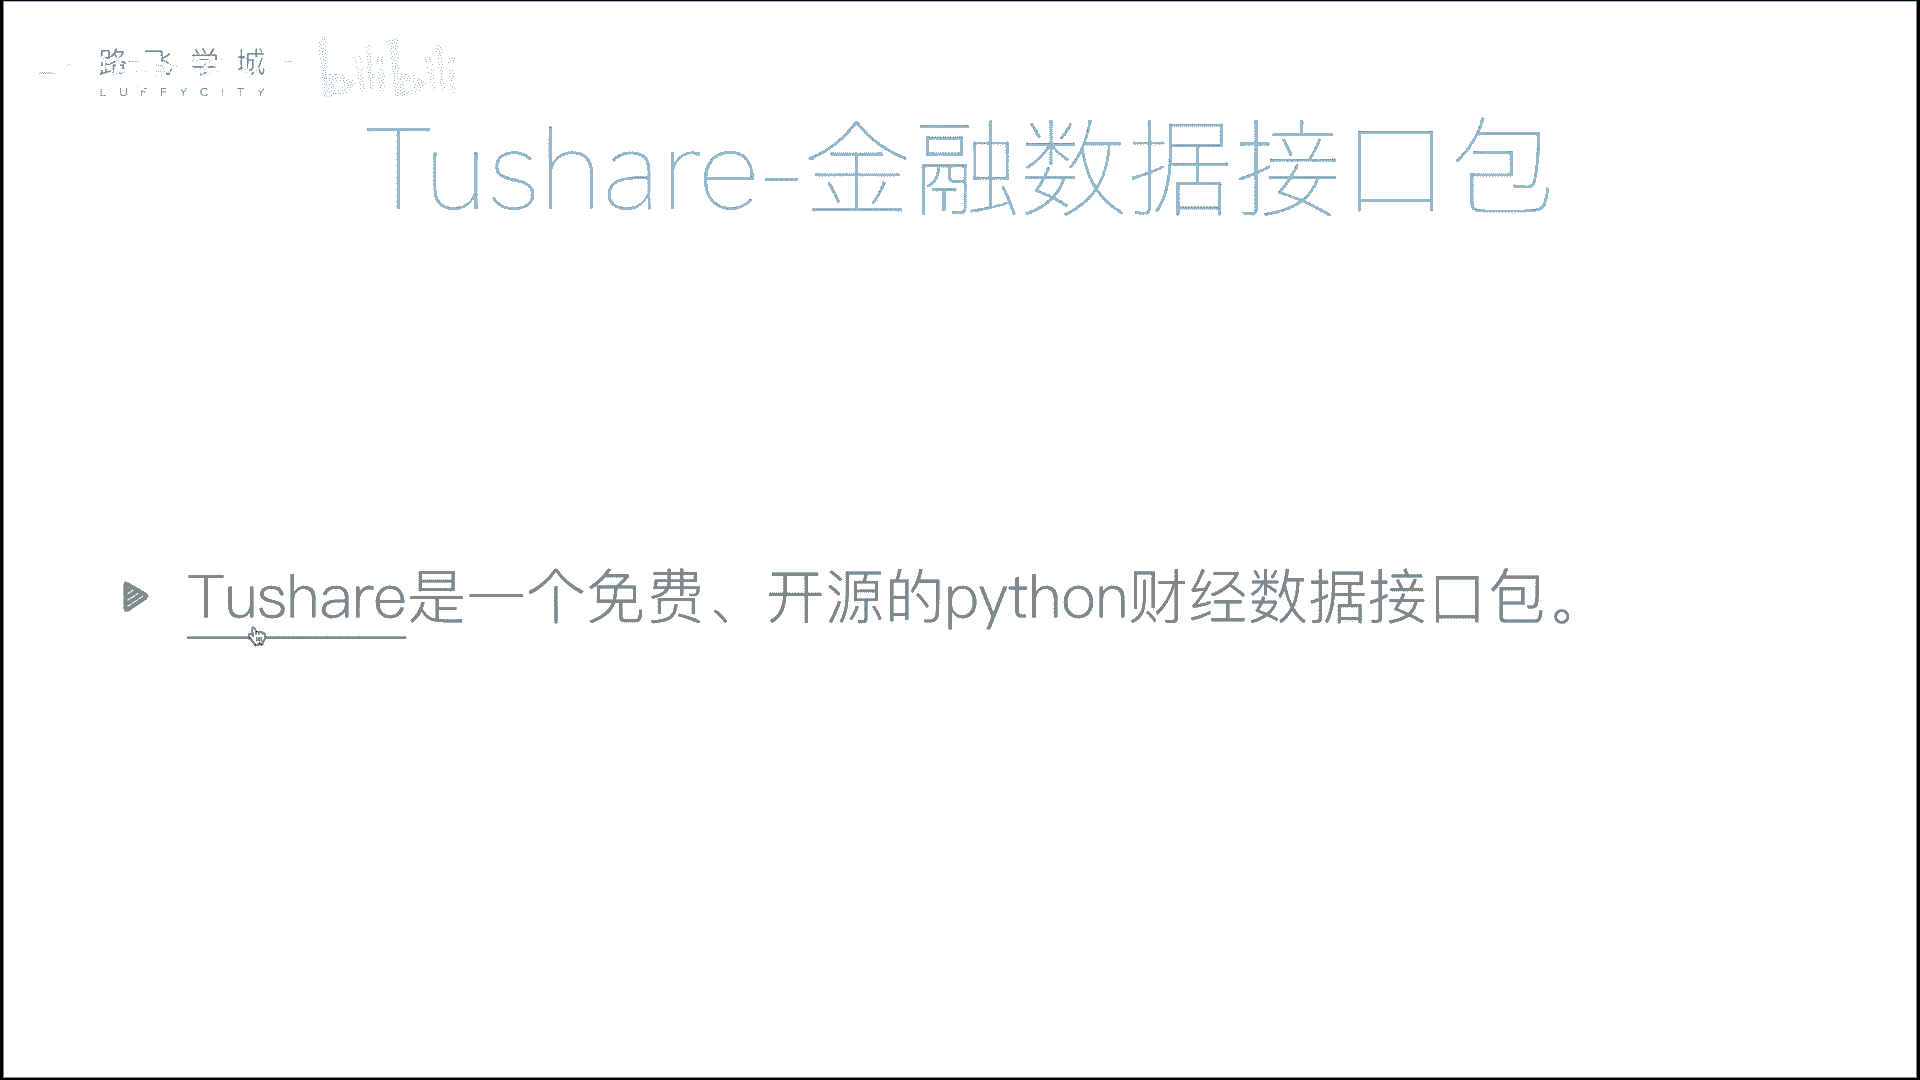 路飞学城
LUFFYCITY
bilibili
Tushare-金融数据接口包
Tushare是一个免费、开源的python财经数据接口包。